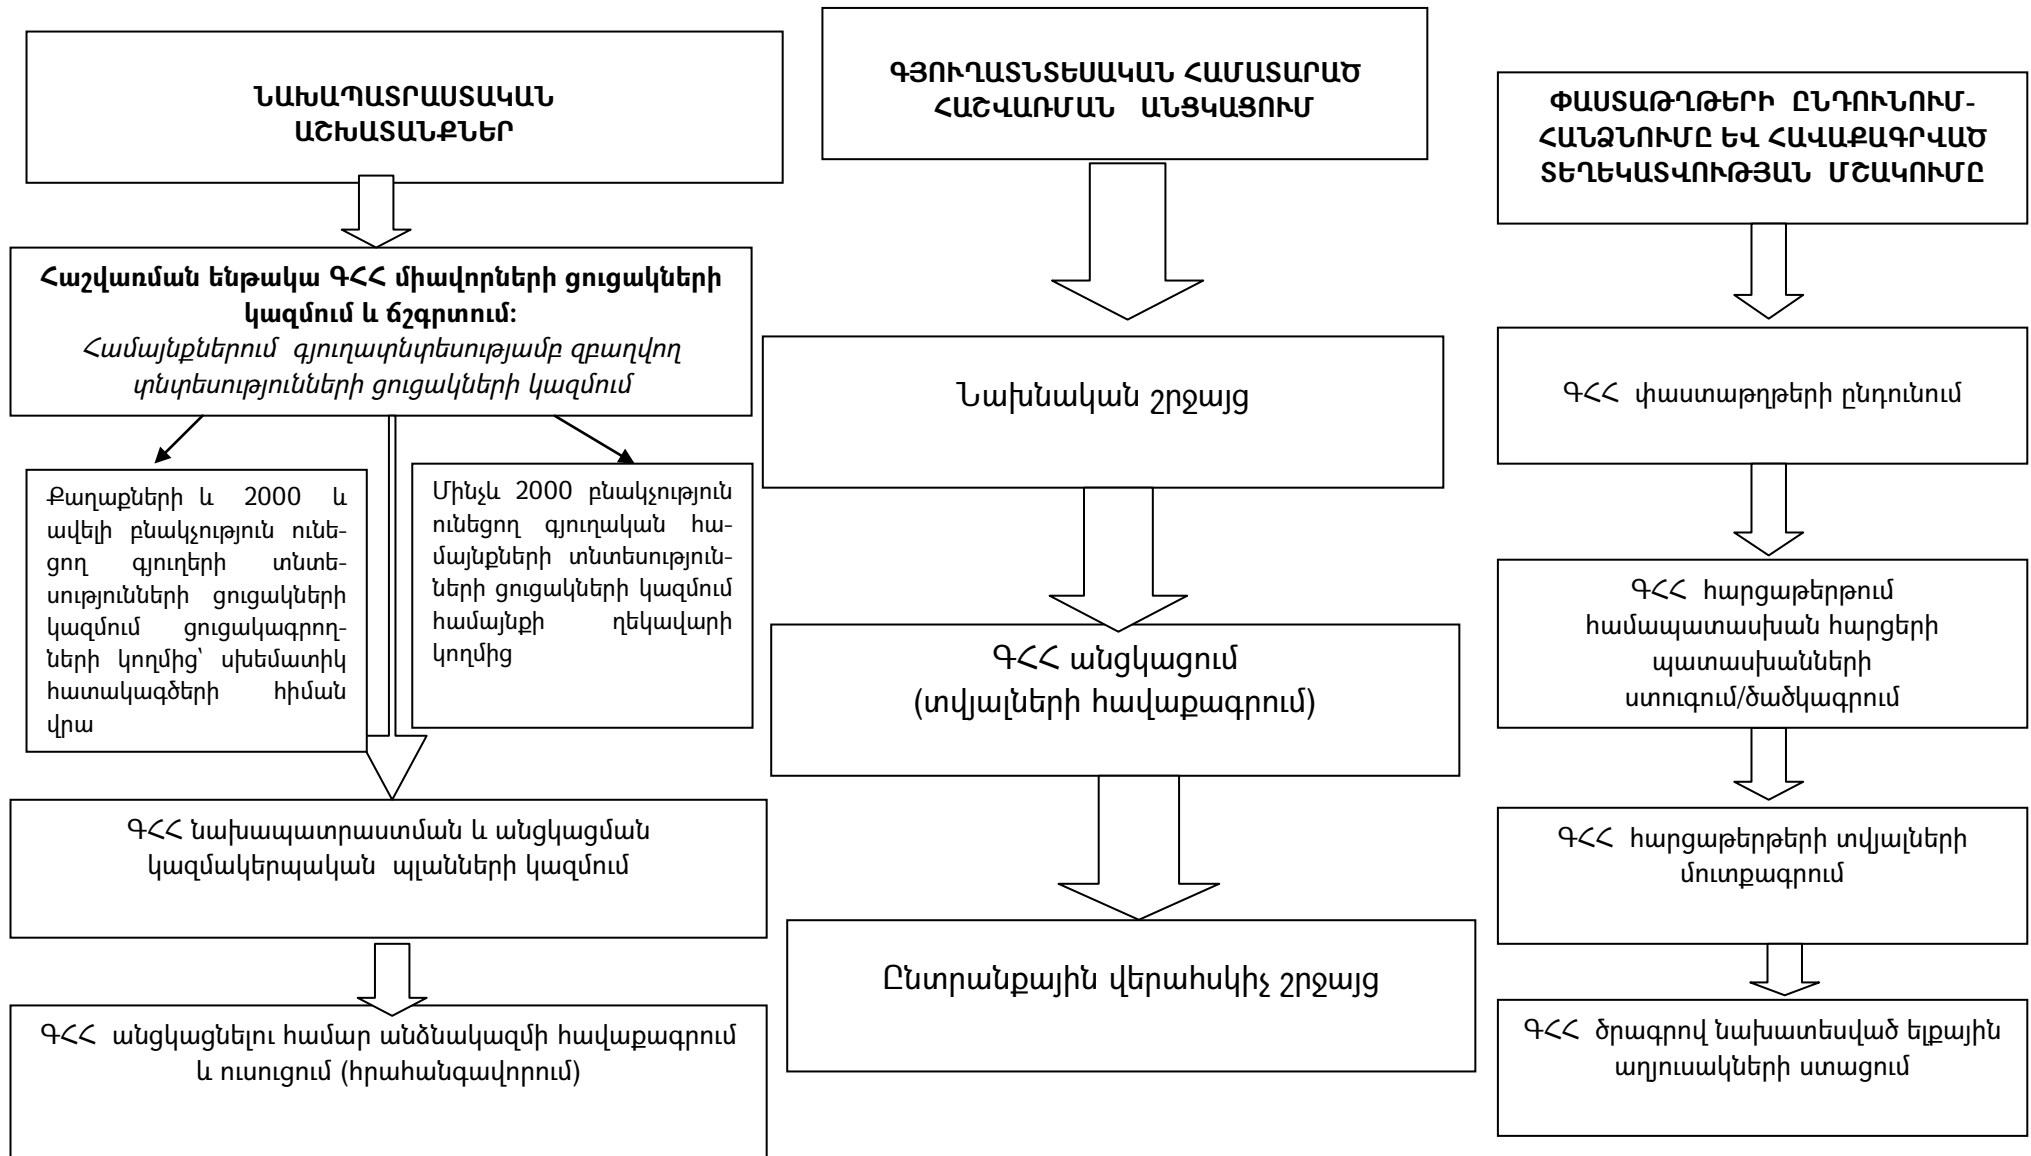 ՆԱԽԱՊԱՏՐԱՍՏԱԿԱՆ
ԱՇԽԱՏԱՆՔՆԵՐ
Հաշվառման ենթակա ԳՀՀ միավորների ցուցակների
կազմում և ճշգրտում:
Համայնքներում գյուղատնտեսությամբ զբաղվող
տնտեսությունների ցուցակների կազմում
Քաղաքների և 2000 և
ավելի բնակչություն ունե-
ցող գյուղերի տնտե-
սությունների ցուցակների
կազմում ցուցակագրող-
ների կողմից՝ սխեմատիկ
հատակագծերի հիման
վրա
Մինչև 2000 բնակչություն
ունեցող գյուղական հա-
մայնքների տնտեսություն-
ների ցուցակների կազմում
համայնքի ղեկավարի
կողմից
ԳՀՀ նախապատրաստման և անցկացման
կազմակերպական պլանների կազմում
ԳՀՀ անցկացնելու համար անձնակազմի հավաքագրում
և ուսուցում (հրահանգավորում)
ԳՅՈՒՂԱՏՆՏԵՍԱԿԱՆ ՀԱՄԱՏԱՐԱԾ
ՀԱՇՎԱՌՄԱՆ ԱՆՑԿԱՑՈՒՄ
Նախնական շրջայց
ԳՀՀ անցկացում
(տվյալների հավաքագրում)
Ընտրանքային վերահսկիչ շրջայց
ՓԱՍՏԱԹՂԹԵՐԻ ԸՆԴՈՒՆՈՒՄ-
ՀԱՆՁՆՈՒՄԸ ԵՎ ՀԱՎԱՔԱԳՐՎԱԾ
ՏԵՂԵԿԱՏՎՈՒԹՅԱՆ ՄՇԱԿՈՒՄԸ
ԳՀՀ փաստաթղթերի ընդունում
ԳՀՀ հարցաթերթում
համապատասխան հարցերի
պատասխանների
ստուգում/ծածկագրում
ԳՀՀ հարցաթերթերի տվյալների
մուտքագրում
ԳՀՀ ծրագրով նախատեսված ելքային
աղյուսակների ստացում